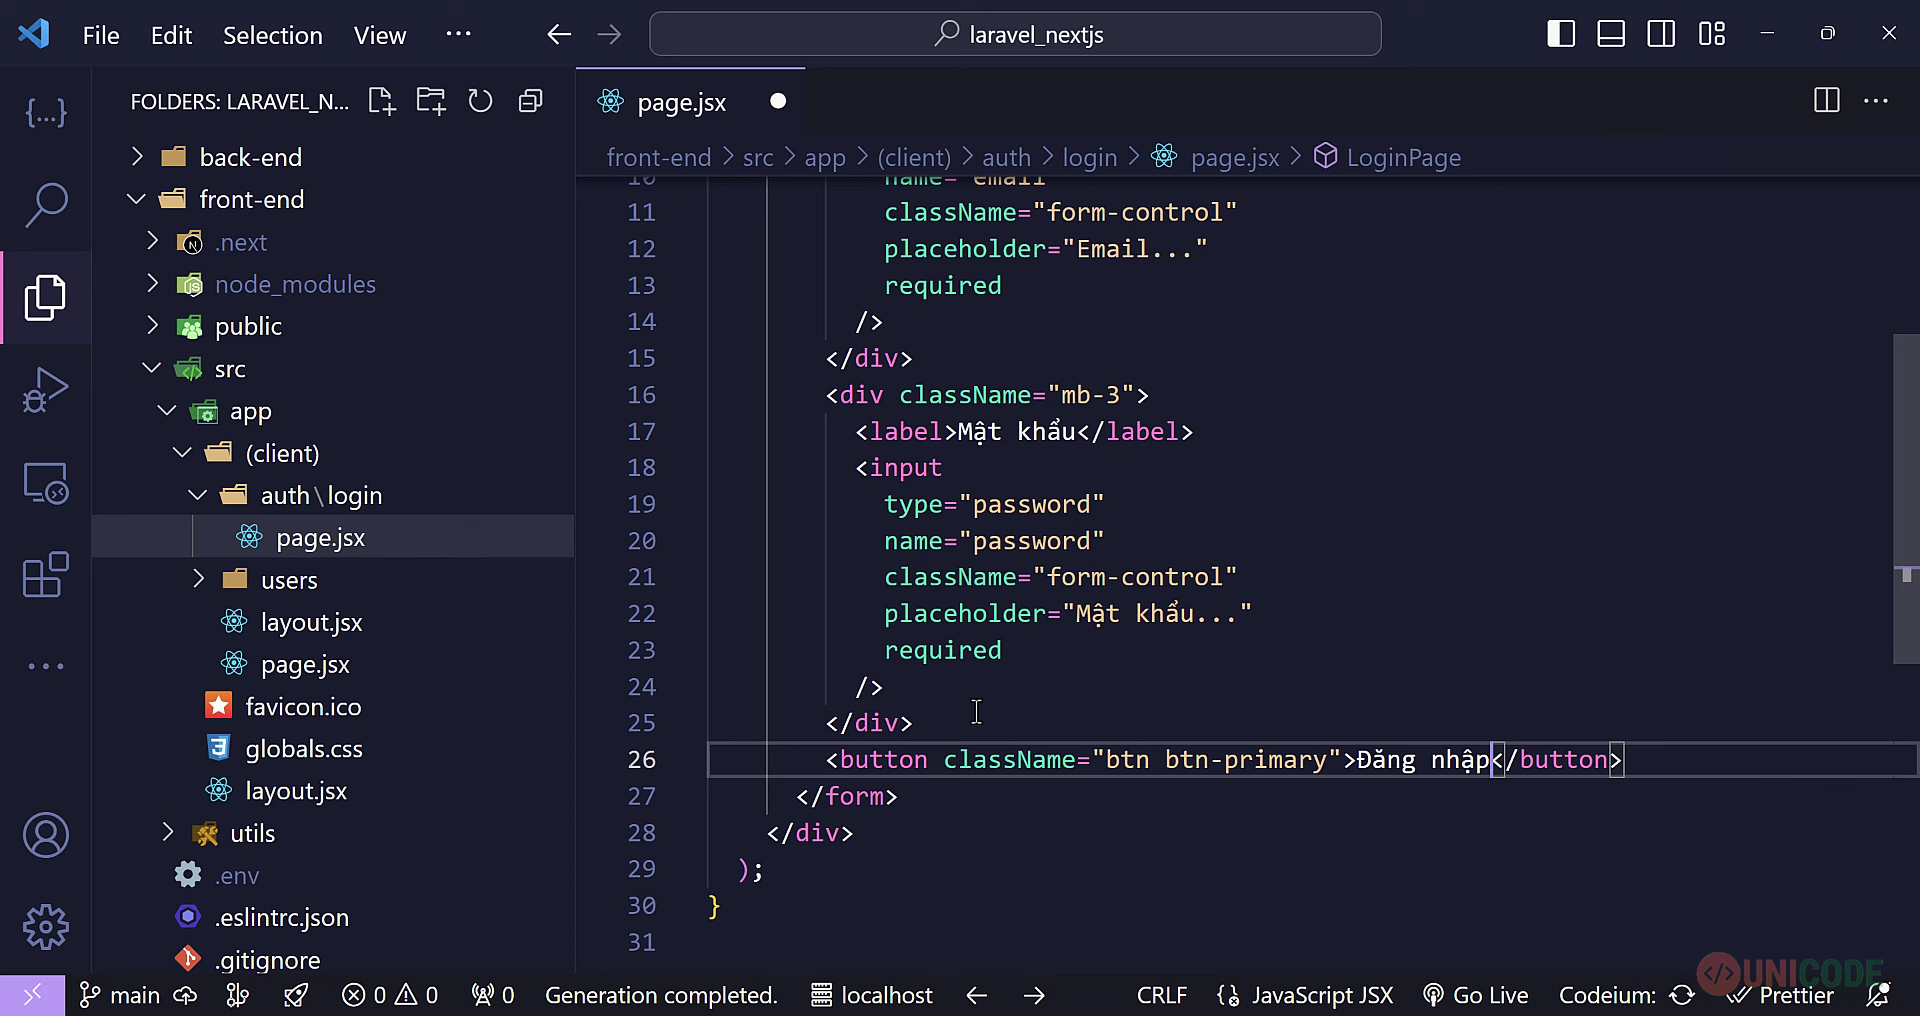 File Edit Selection View ··· laravel_nextjs
FOLDERS: LARAVEL_N...
back-end
front-end
.next
node_modules
public
src
app
(client)
auth\login
page.jsx
users
layout.jsx
page.jsx
favicon.ico
globals.css
layout.jsx
utils
.env
.eslintrc.json
.gitignore
page.jsx
front-end > src > app > (client) > auth > login > page.jsx > LoginPage
10 name="email"
11 className="form-control"
12 placeholder="Email..."
13 required
14 />
15 </div>
16 <div className="mb-3">
17 <label>Mật khẩu</label>
18 <input
19 type="password"
20 name="password"
21 className="form-control"
22 placeholder="Mật khẩu..."
23 required
24 />
25 </div>
26 <button className="btn btn-primary">Đăng nhập</button>
27 </form>
28 </div>
29 );
30 }
31
UNICODE
main 0 0 0 Generation completed. localhost CRLF JavaScript JSX Go Live Codeium: Prettier